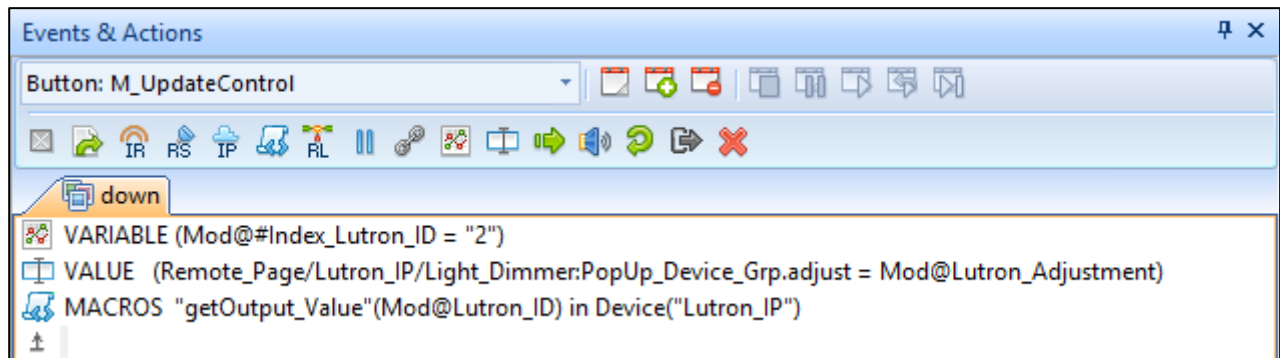 Events & Actions
Button: M_UpdateControl
IR RS IP RL
down
VARIABLE (Mod@#Index_Lutron_ID = "2")
VALUE (Remote_Page/Lutron_IP/Light_Dimmer:PopUp_Device_Grp.adjust = Mod@Lutron_Adjustment)
MACROS "getOutput_Value"(Mod@Lutron_ID) in Device("Lutron_IP")